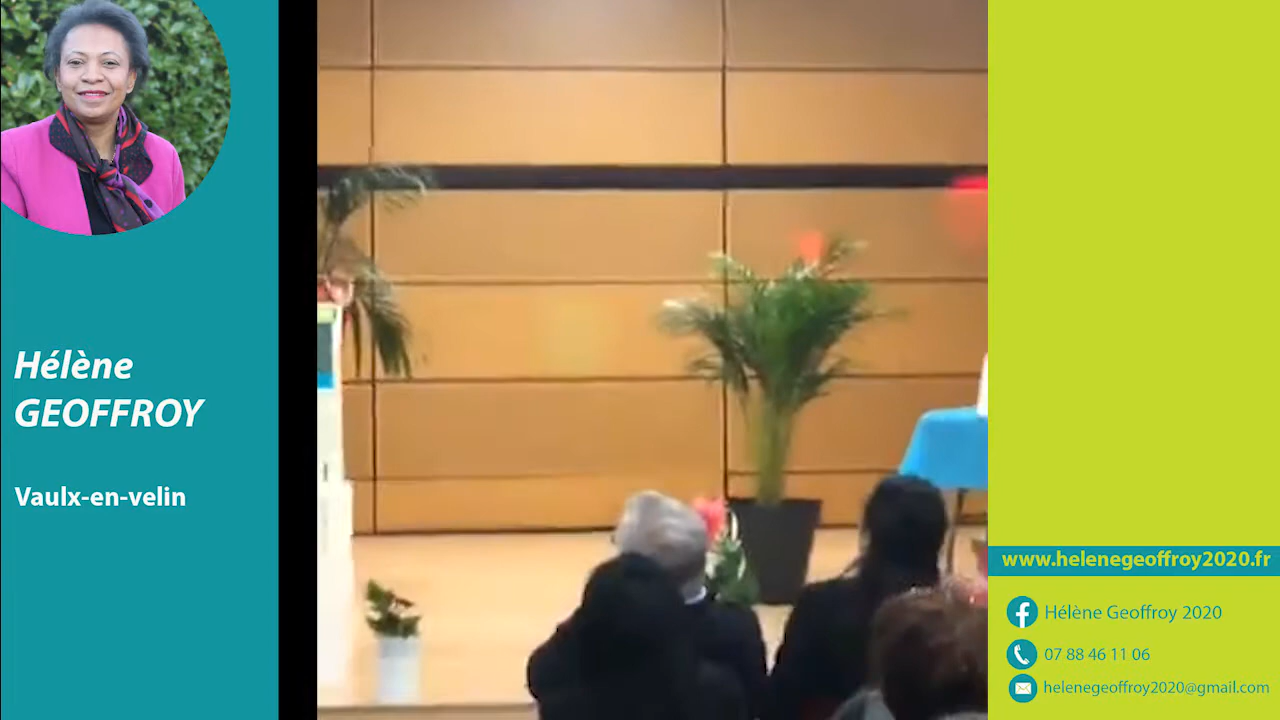 Hélène
GEOFFROY
Vaulx-en-velin
www.helenegeoffroy2020.fr
Hélène Geoffroy 2020
07 88 46 11 06
helenegeoffroy2020@gmail.com